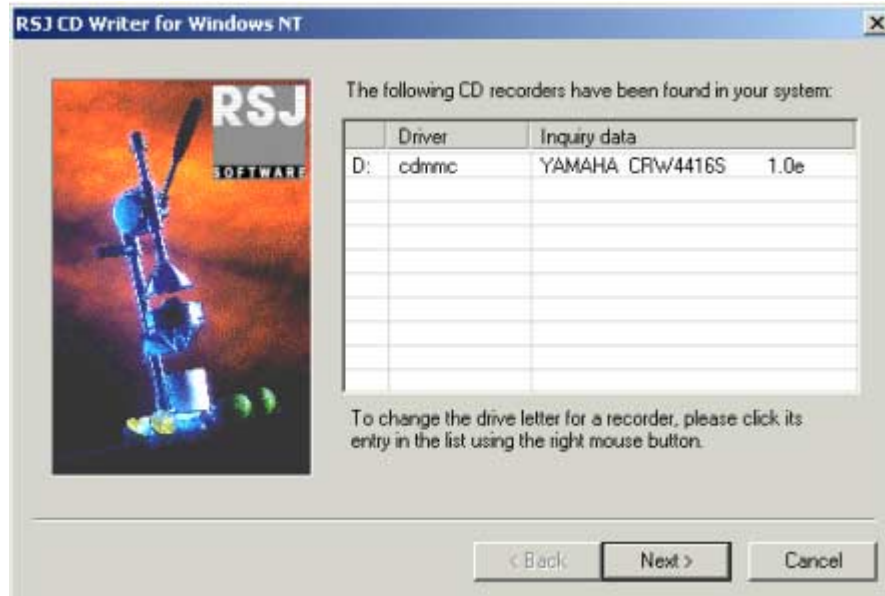 RSJ CD Writer for Windows NT
RSJ
SOFTWARE
The following CD recorders have been found in your system:
Driver Inquiry data
D: cdmmc YAMAHA CRW4416S 1.0e
To change the drive letter for a recorder, please click its
entry in the list using the right mouse button.
< Back Next > Cancel